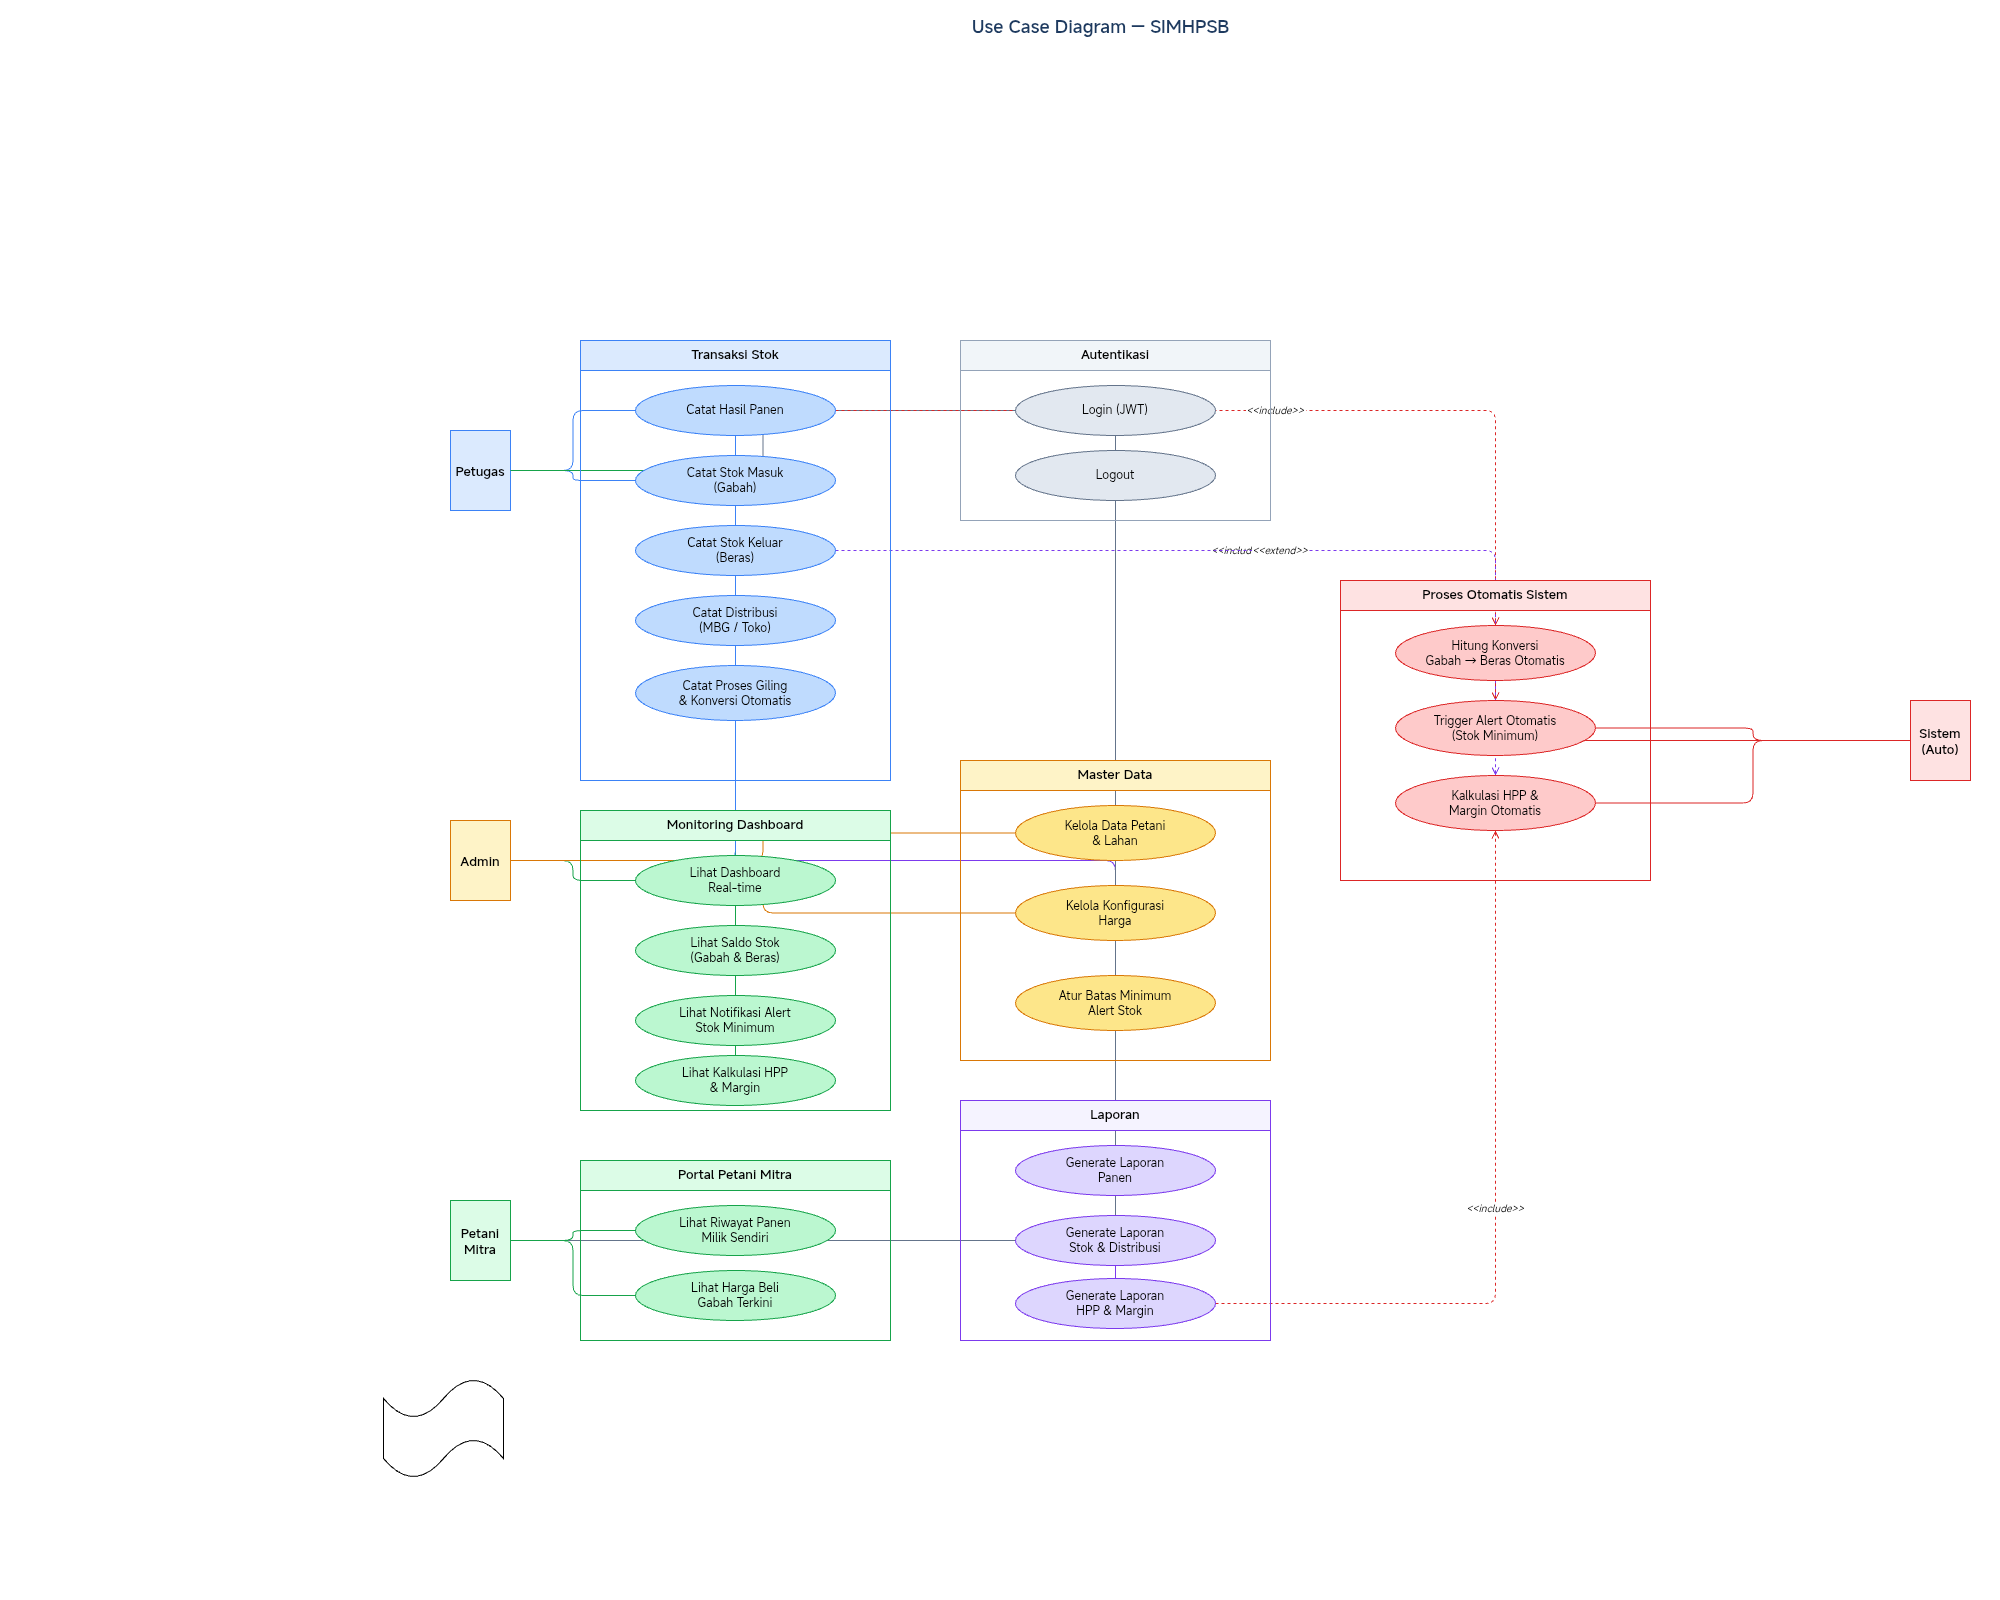 Use Case Diagram — SIMHPSB
Transaksi Stok
Catat Hasil Panen
Catat Stok Masuk
(Gabah)
Catat Stok Keluar
(Beras)
Catat Distribusi
(MBG / Toko)
Catat Proses Giling
& Konversi Otomatis
Autentikasi
Login (JWT)
Logout
<<include>>
<<includ<<extend>>
Petugas
Proses Otomatis Sistem
Hitung Konversi
Gabah → Beras Otomatis
Trigger Alert Otomatis
(Stok Minimum)
Kalkulasi HPP &
Margin Otomatis
Sistem
(Auto)
Admin
Monitoring Dashboard
Lihat Dashboard
Real-time
Lihat Saldo Stok
(Gabah & Beras)
Lihat Notifikasi Alert
Stok Minimum
Lihat Kalkulasi HPP
& Margin
Master Data
Kelola Data Petani
& Lahan
Kelola Konfigurasi
Harga
Atur Batas Minimum
Alert Stok
Petani
Mitra
Portal Petani Mitra
Lihat Riwayat Panen
Milik Sendiri
Lihat Harga Beli
Gabah Terkini
Laporan
Generate Laporan
Panen
Generate Laporan
Stok & Distribusi
Generate Laporan
HPP & Margin
<<include>>